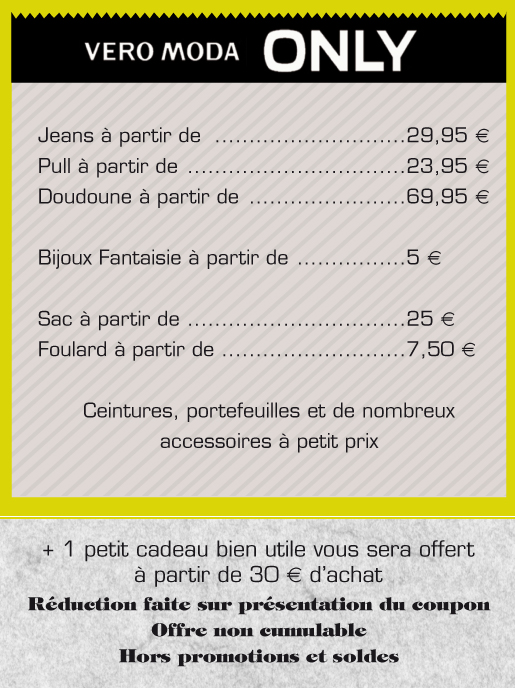 VERO MODA ONLY
Jeans à partir de ............................29,95 €
Pull à partir de ................................23,95 €
Doudoune à partir de .......................69,95 €
Bijoux Fantaisie à partir de ................5 €
Sac à partir de ................................25 €
Foulard à partir de ...........................7,50 €
Ceintures, portefeuilles et de nombreux
accessoires à petit prix
+ 1 petit cadeau bien utile vous sera offert
à partir de 30 € d'achat
Réduction faite sur présentation du coupon
Offre non cumulable
Hors promotions et soldes